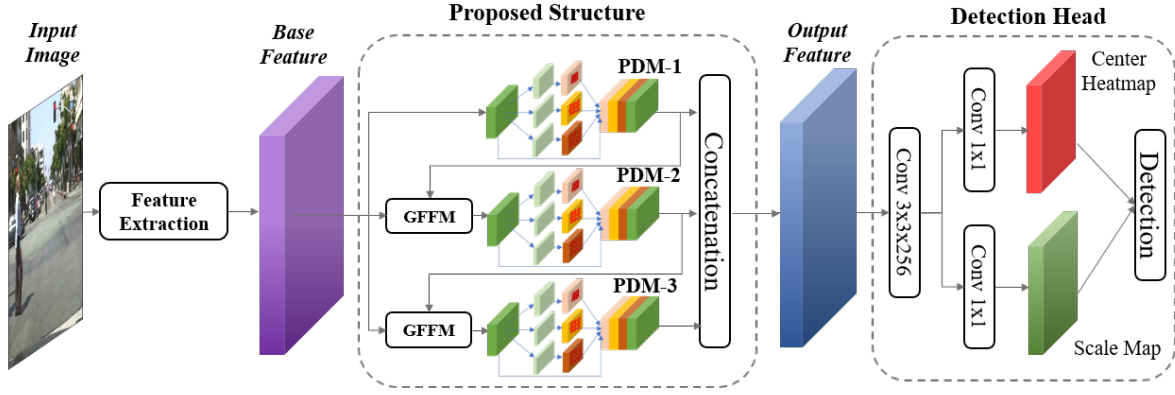 Input
Image
Feature
Extraction
Base
Feature
Proposed Structure
PDM-1
PDM-2
PDM-3
GFFM
GFFM
Concatenation
Output
Feature
Detection Head
Conv 3x3x256
Conv 1x1
Conv 1x1
Center
Heatmap
Scale Map
Detection